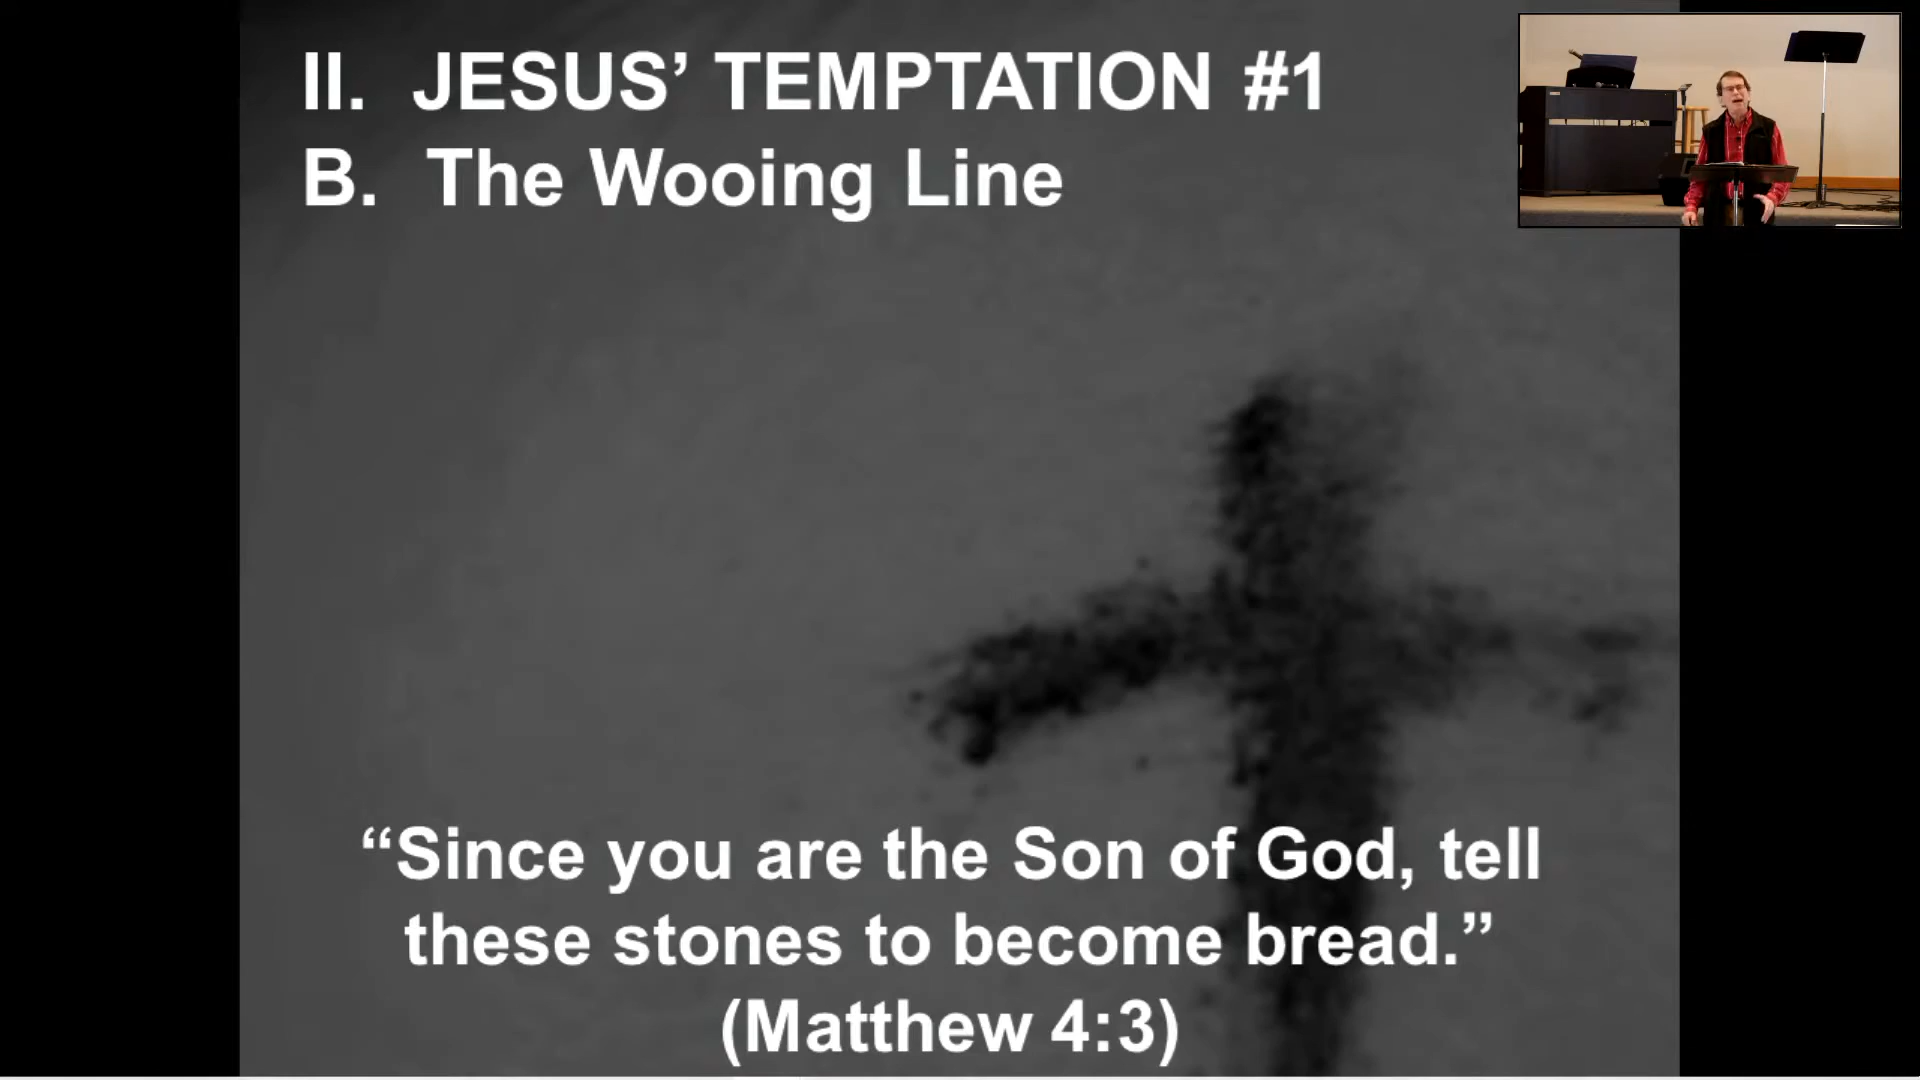 II. JESUS’ TEMPTATION #1
B. The Wooing Line
“Since you are the Son of God, tell
these stones to become bread.”
(Matthew 4:3)